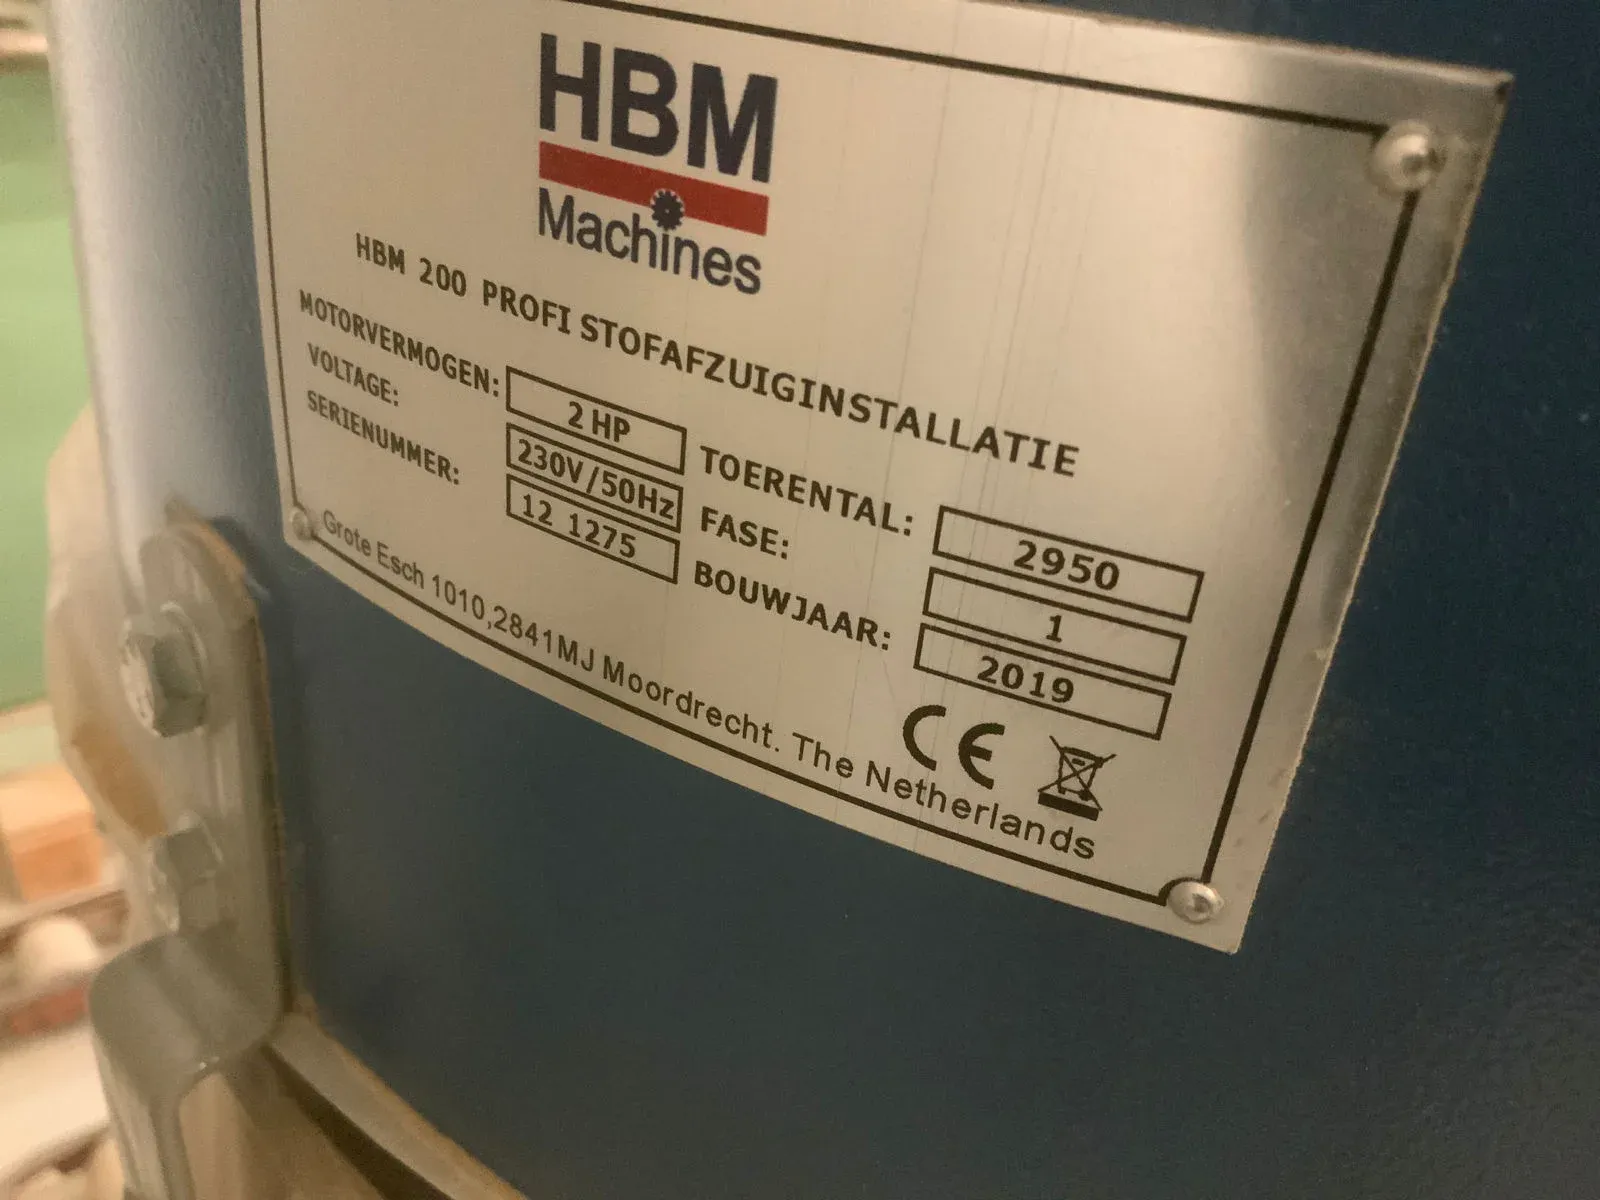 HBM
Machines
HBM 200 PROFI STOFAFZUIGINSTALLATIE
MOTORVERMOGEN: 2 HP TOERENTAL: 2950
VOLTAGE: 230V/50Hz FASE: 1
SERIENUMMER: 12 1275 BOUWJAAR: 2019
CE
Grote Esch 1010,2841MJ Moordrecht. The Netherlands